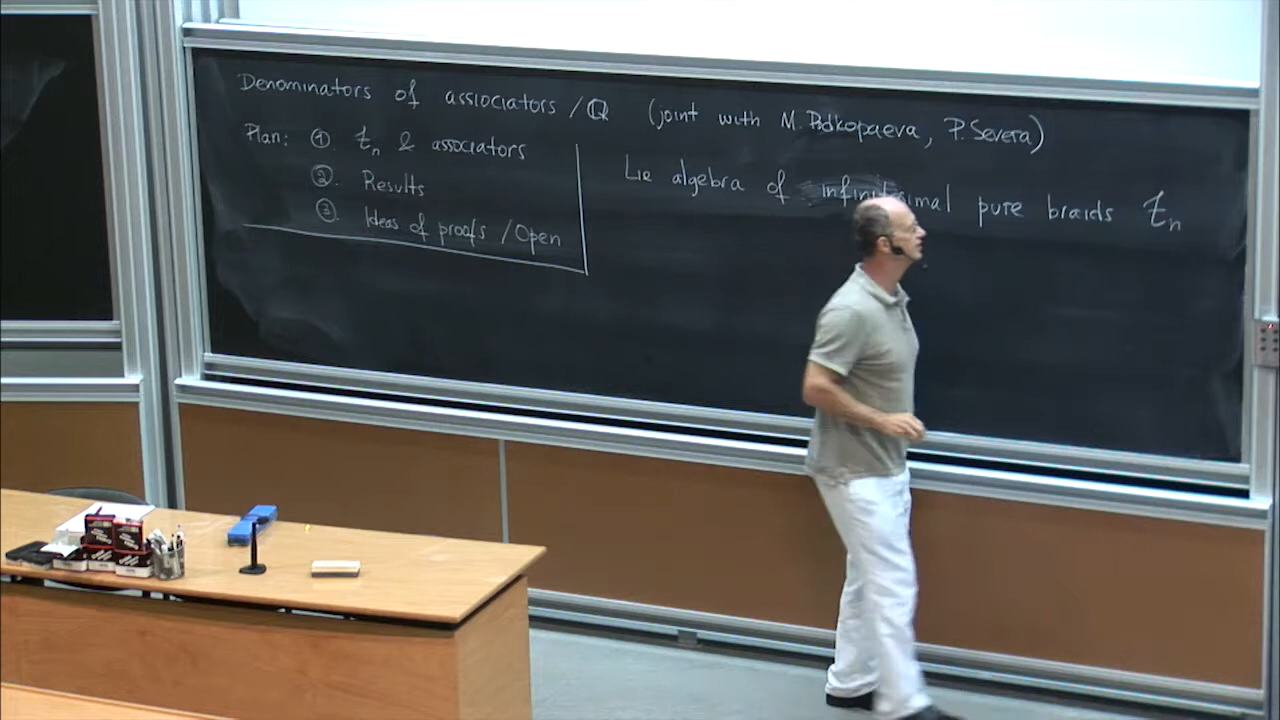 Denominators of assiociators / ℚ (joint with M. Podkopaeva, P. Severa)
Plan: ①. t_n & associators
②. Results
③. Ideas of proofs / Open
Lie algebra of infinitesimal pure braids t_n